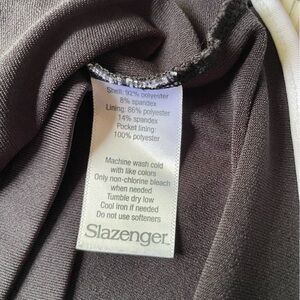 Shell: 92% polyester
8% spandex
Lining: 86% polyester
14% spandex
Pocket lining:
100% polyester
Machine wash cold
with like colors
Only non-chlorine bleach
when needed
Tumble dry low
Cool iron if needed
Do not use softeners
Slazenger